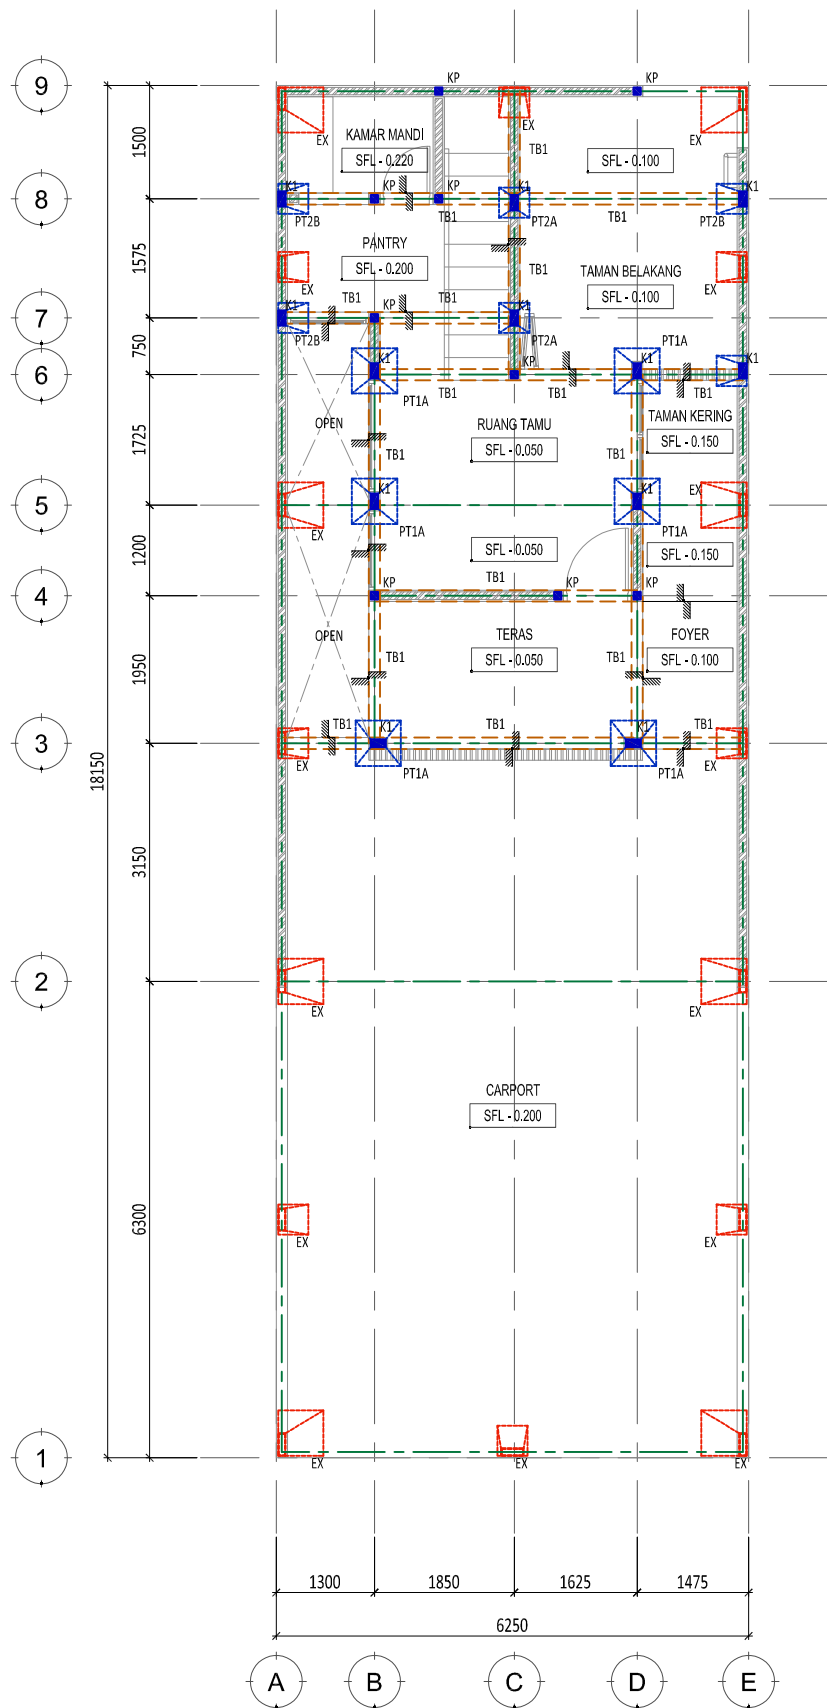 9
KP
KP
1500
KAMAR MANDI
EX
EX
EX
SFL - 0.220
TB1
SFL - 0.100
8
K1
KP
KP
K1
K1
PT2B
TB1
PT2A
TB1
PT2B
1575
PANTRY
SFL - 0.200
TAMAN BELAKANG
TB1
SFL - 0.100
EX
EX
7
K1
TB1
KP
K1
PT2B
PT2A
PT1A
750
6
K1
KP
K1
K1
PT1A
TB1
TB1
TB1
1725
OPEN
RUANG TAMU
TAMAN KERING
SFL - 0.050
SFL - 0.150
TB1
TB1
5
K1
K1
EX
EX
PT1A
PT1A
1200
SFL - 0.050
SFL - 0.150
TB1
4
KP
KP
KP
OPEN
TERAS
FOYER
1950
TB1
SFL - 0.050
TB1
SFL - 0.100
3
TB1
K1
TB1
K1
TB1
EX
PT1A
PT1A
EX
18150
3150
2
EX
EX
CARPORT
SFL - 0.200
6300
EX
EX
1
EX
EX
EX
1300
1850
1625
1475
6250
A
B
C
D
E